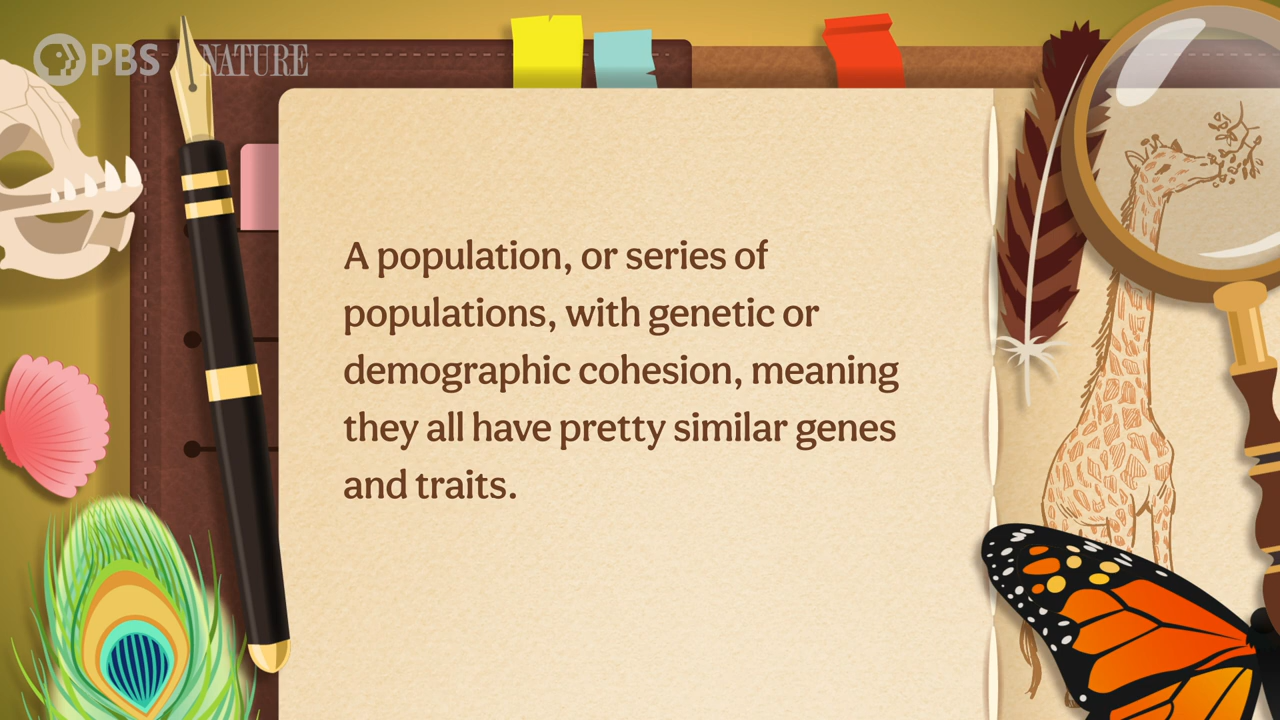 PBS NATURE
A population, or series of
populations, with genetic or
demographic cohesion, meaning
they all have pretty similar genes
and traits.